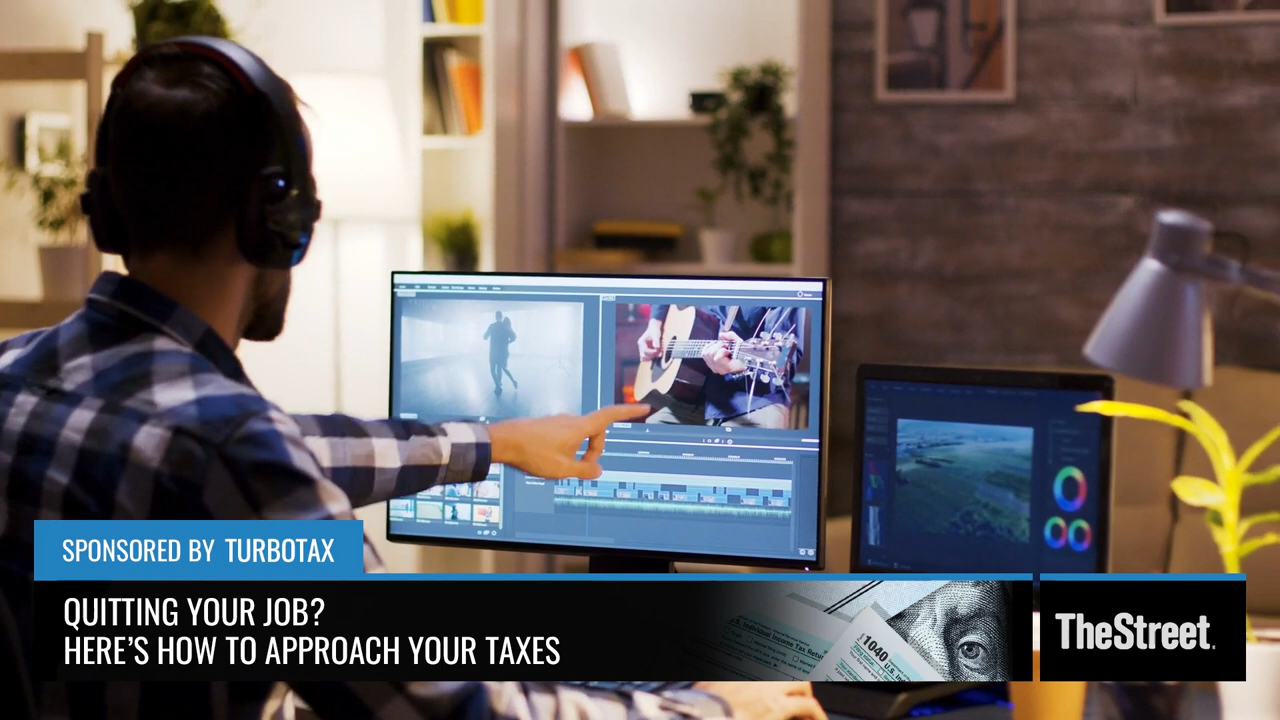 SPONSORED BY TURBOTAX
QUITTING YOUR JOB?
HERE'S HOW TO APPROACH YOUR TAXES
1040
TheStreet.